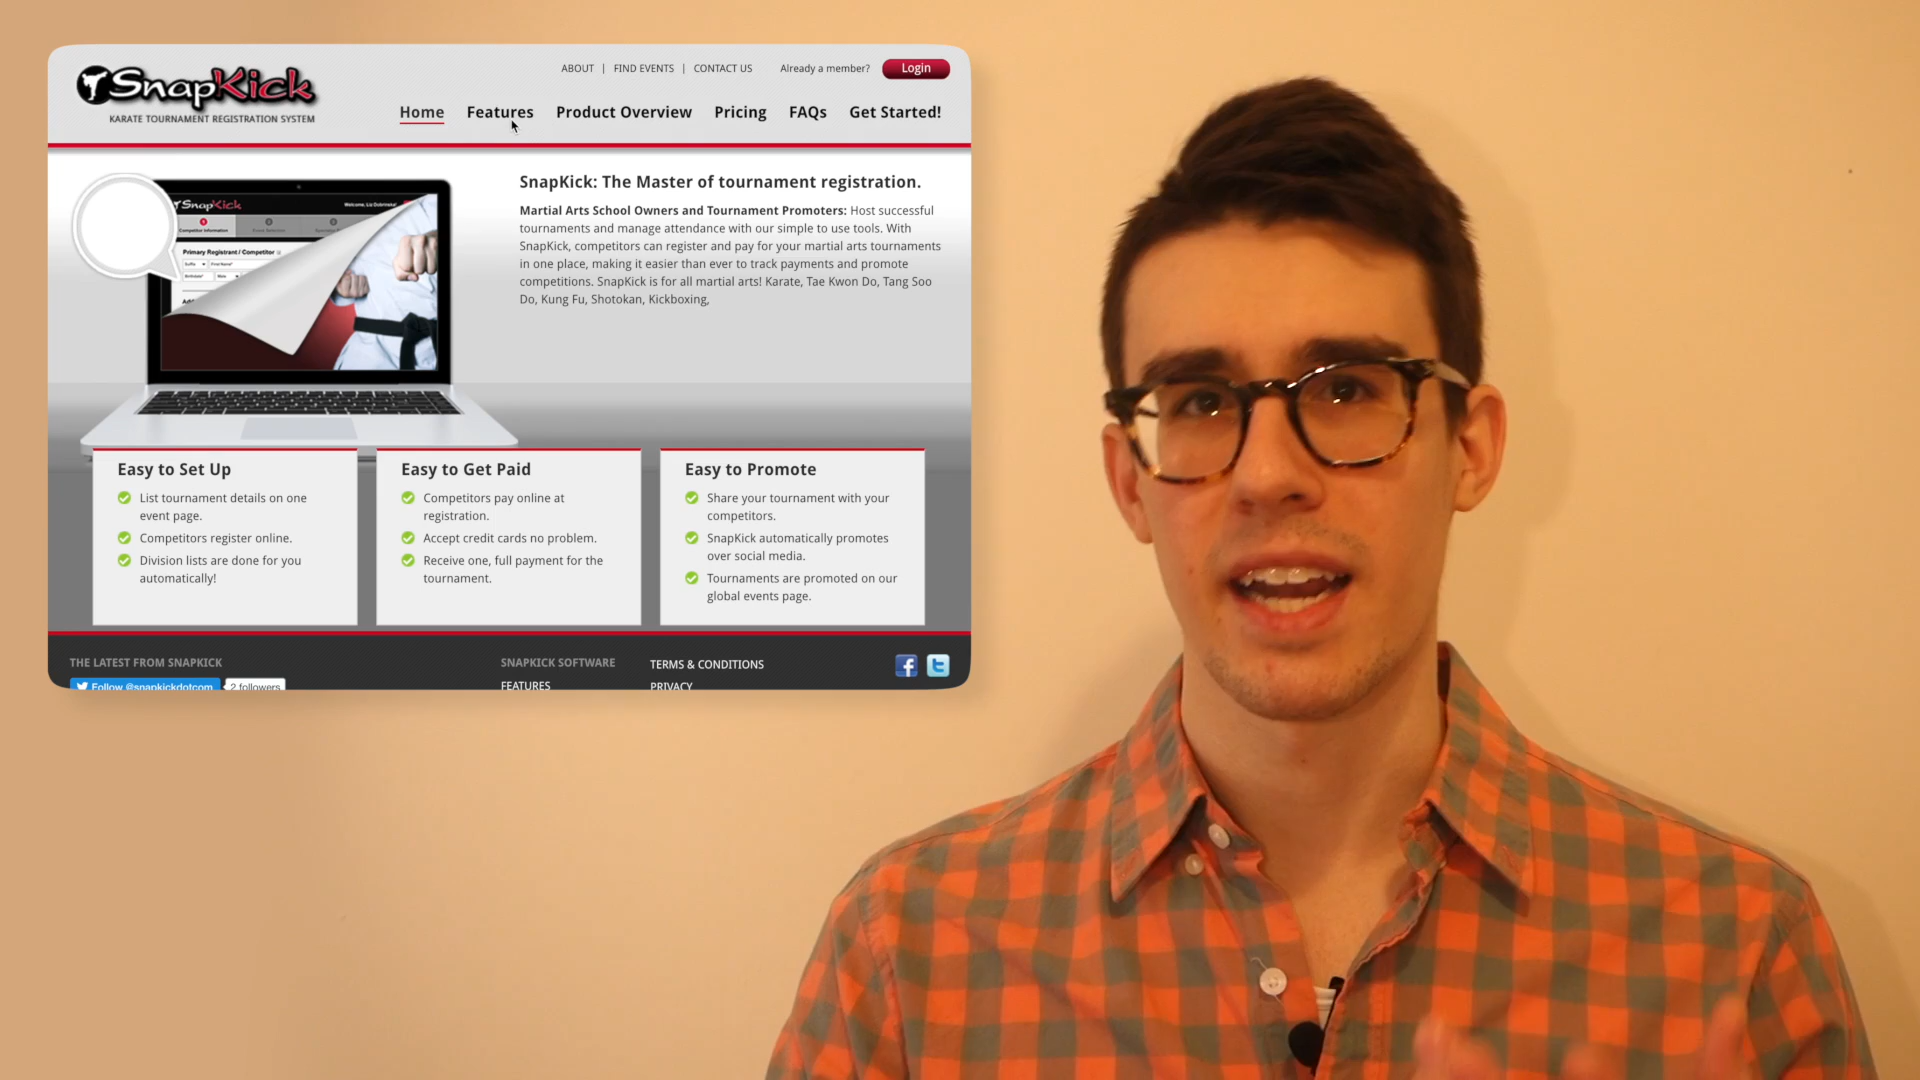 SnapKick
KARATE TOURNAMENT REGISTRATION SYSTEM
ABOUT | FIND EVENTS | CONTACT US Already a member? Login
Home Features Product Overview Pricing FAQs Get Started!
SnapKick
Primary Registrant / Competitor
SnapKick: The Master of tournament registration.
Martial Arts School Owners and Tournament Promoters: Host successful
tournaments and manage attendance with our simple to use tools. With
SnapKick, competitors can register and pay for your martial arts tournaments
in one place, making it easier than ever to track payments and promote
competitions. SnapKick is for all martial arts! Karate, Tae Kwon Do, Tang Soo
Do, Kung Fu, Shotokan, Kickboxing,
Easy to Set Up
List tournament details on one
event page.
Competitors register online.
Division lists are done for you
automatically!
Easy to Get Paid
Competitors pay online at
registration.
Accept credit cards no problem.
Receive one, full payment for the
tournament.
Easy to Promote
Share your tournament with your
competitors.
SnapKick automatically promotes
over social media.
Tournaments are promoted on our
global events page.
THE LATEST FROM SNAPKICK
Follow @snapkickdotcom 2 followers
SNAPKICK SOFTWARE
FEATURES
TERMS & CONDITIONS
PRIVACY